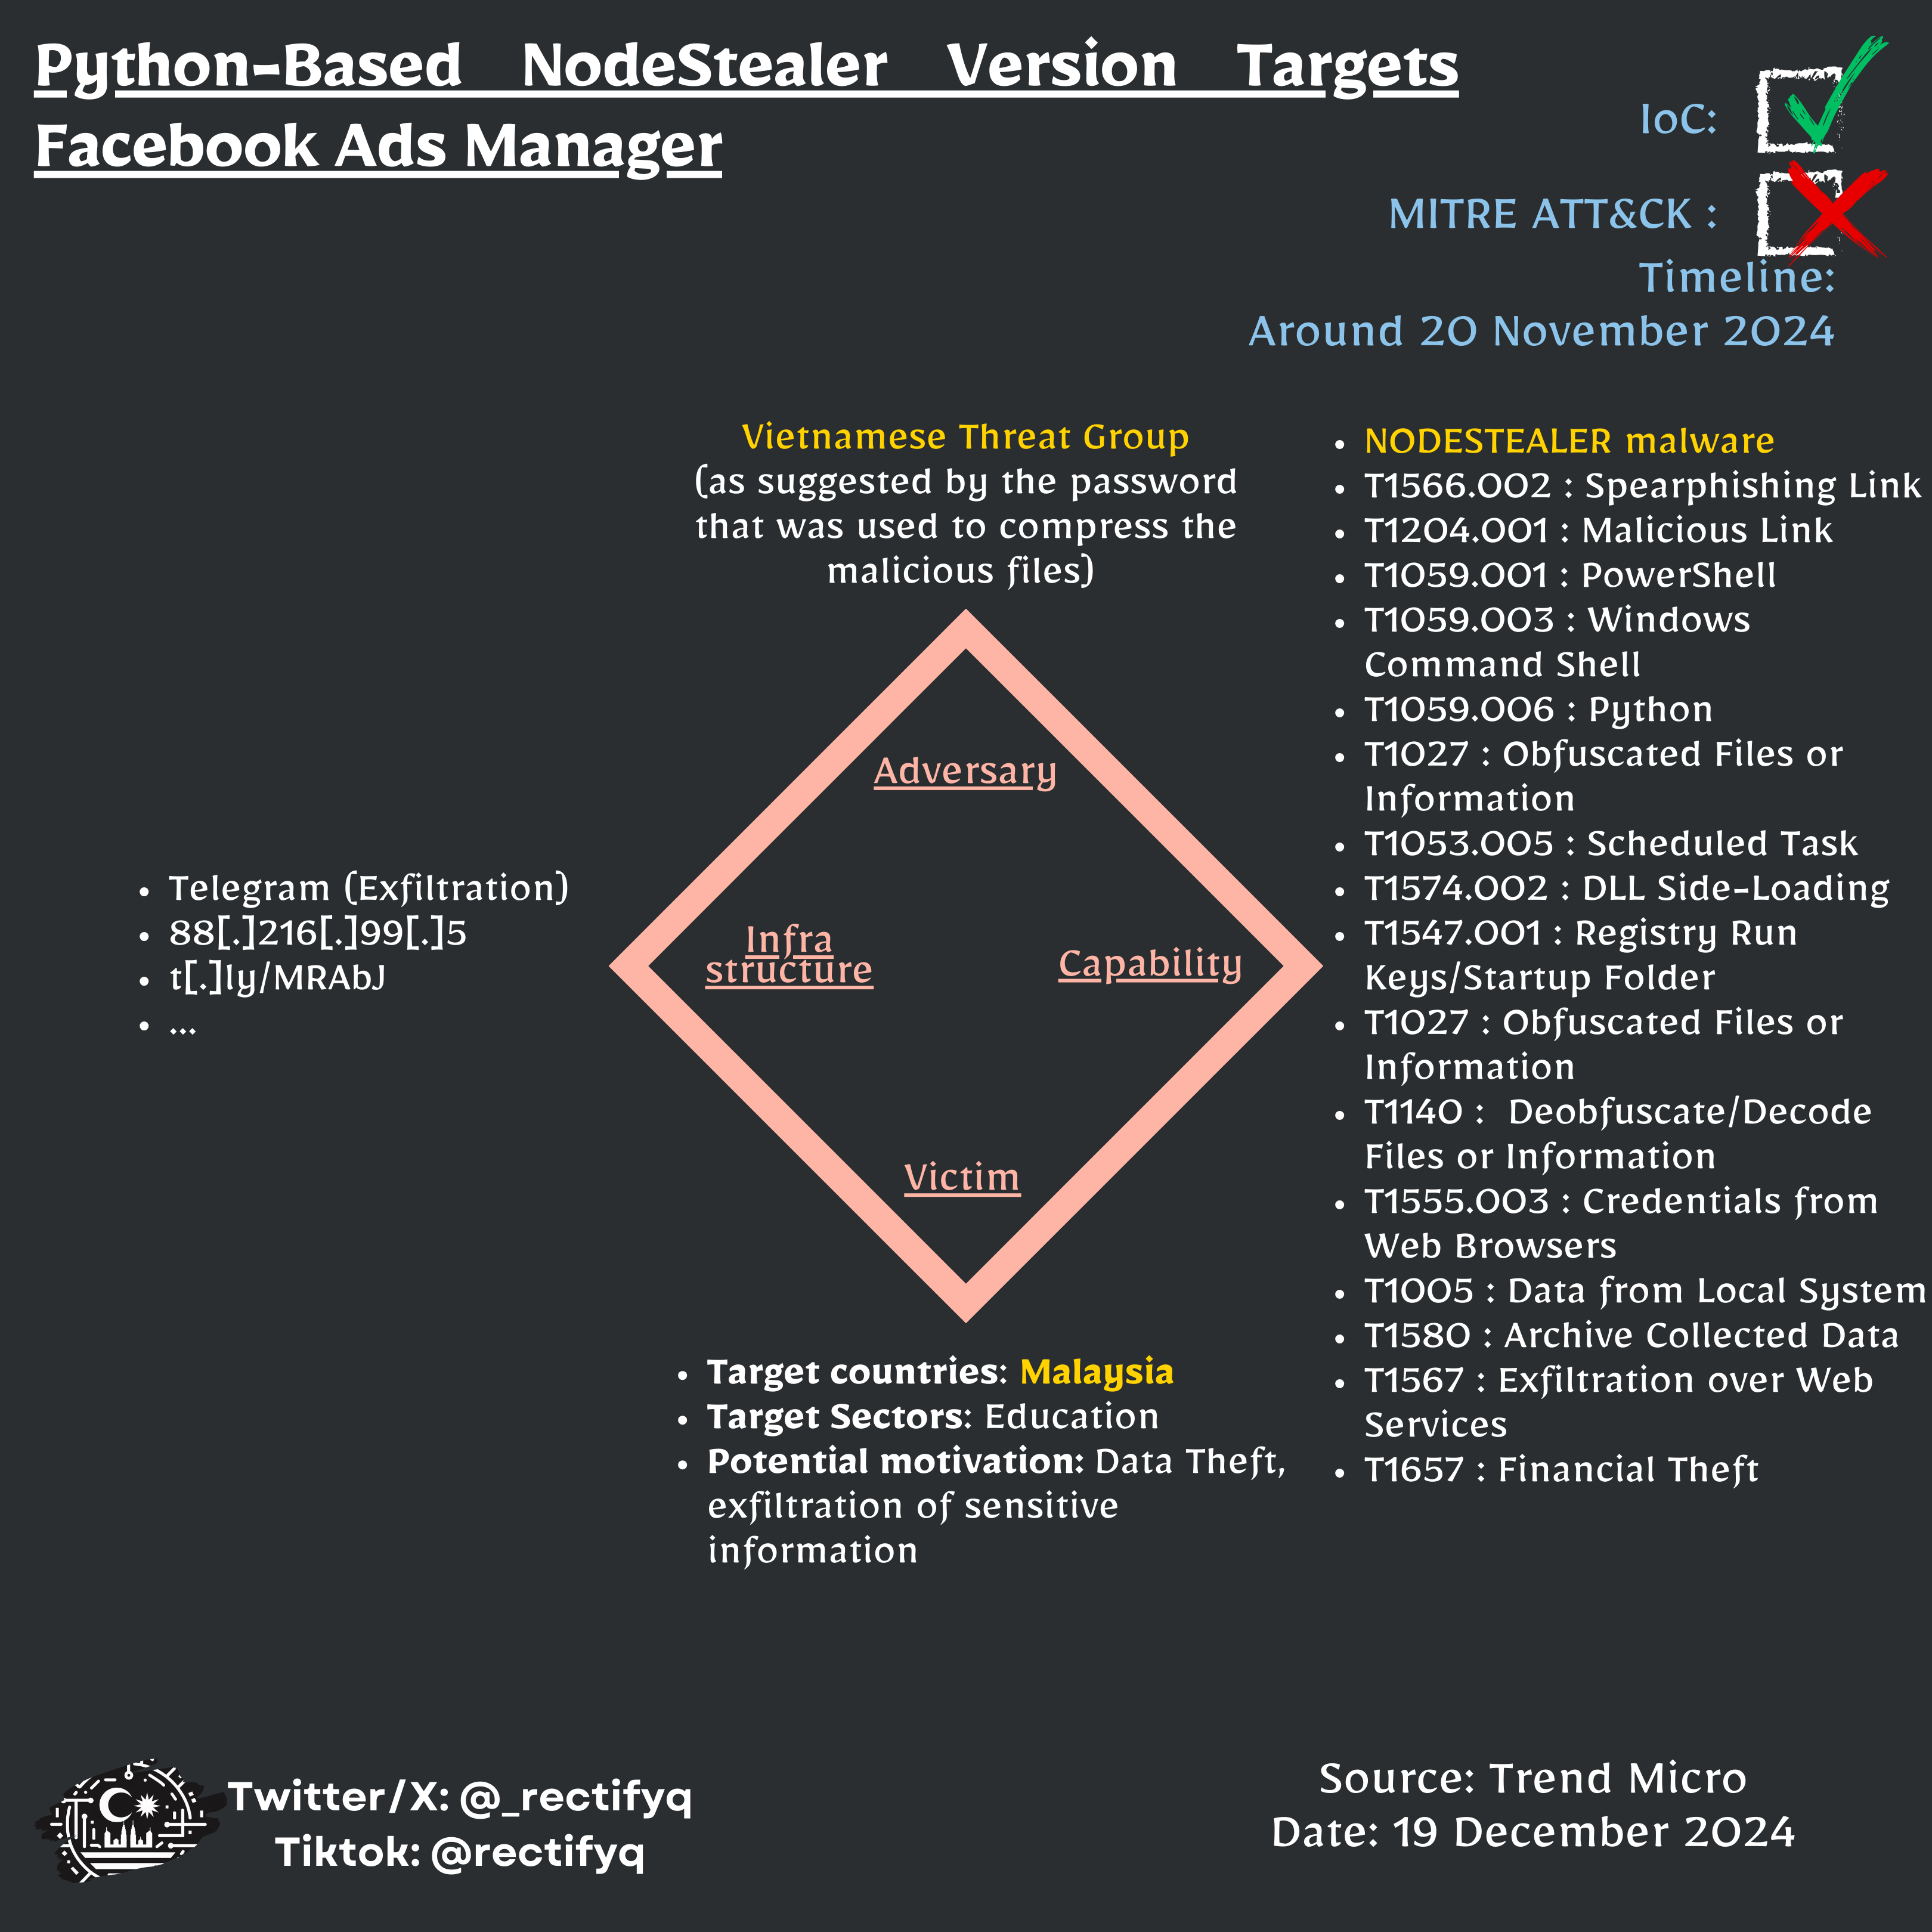 Python-Based NodeStealer Version Targets
Facebook Ads Manager
IoC:
MITRE ATT&CK :
Timeline:
Around 20 November 2024
Vietnamese Threat Group
(as suggested by the password
that was used to compress the
malicious files)
Adversary
Infra
structure
Capability
Victim
• Telegram (Exfiltration)
• 88[.]216[.]99[.]5
• t[.]ly/MRAbJ
• ...
• NODESTEALER malware
• T1566.002 : Spearphishing Link
• T1204.001 : Malicious Link
• T1059.001 : PowerShell
• T1059.003 : Windows
Command Shell
• T1059.006 : Python
• T1027 : Obfuscated Files or
Information
• T1053.005 : Scheduled Task
• T1574.002 : DLL Side-Loading
• T1547.001 : Registry Run
Keys/Startup Folder
• T1027 : Obfuscated Files or
Information
• T1140 : Deobfuscate/Decode
Files or Information
• T1555.003 : Credentials from
Web Browsers
• T1005 : Data from Local System
• T1580 : Archive Collected Data
• T1567 : Exfiltration over Web
Services
• T1657 : Financial Theft
• Target countries: Malaysia
• Target Sectors: Education
• Potential motivation: Data Theft,
exfiltration of sensitive
information
Twitter/X: @_rectifyq
Tiktok: @rectifyq
Source: Trend Micro
Date: 19 December 2024